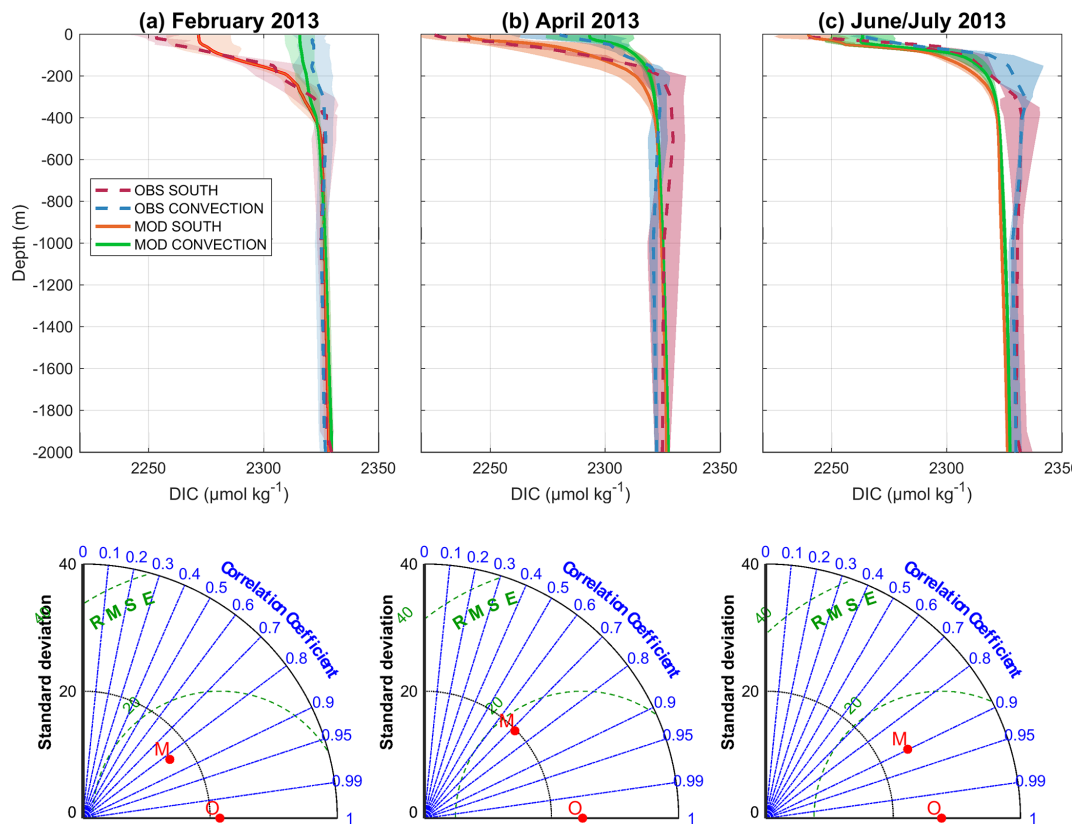 (a) February 2013
(b) April 2013
(c) June/July 2013
0
-200
-400
-600
-800
-1000
-1200
-1400
-1600
-1800
-2000
Depth (m)
OBS SOUTH
OBS CONVECTION
MOD SOUTH
MOD CONVECTION
2250 2300 2350
2250 2300 2350
2250 2300 2350
DIC (µmol kg⁻¹)
DIC (µmol kg⁻¹)
DIC (µmol kg⁻¹)
40
20
0
Standard deviation
0 0.1 0.2 0.3 0.4 0.5 0.6 0.7 0.8 0.9 0.95 0.99 1
Correlation Coefficient
RMSE
40
20
M
O
40
20
0
Standard deviation
0 0.1 0.2 0.3 0.4 0.5 0.6 0.7 0.8 0.9 0.95 0.99 1
Correlation Coefficient
RMSE
40
20
M
O
40
20
0
Standard deviation
0 0.1 0.2 0.3 0.4 0.5 0.6 0.7 0.8 0.9 0.95 0.99 1
Correlation Coefficient
RMSE
40
20
M
O